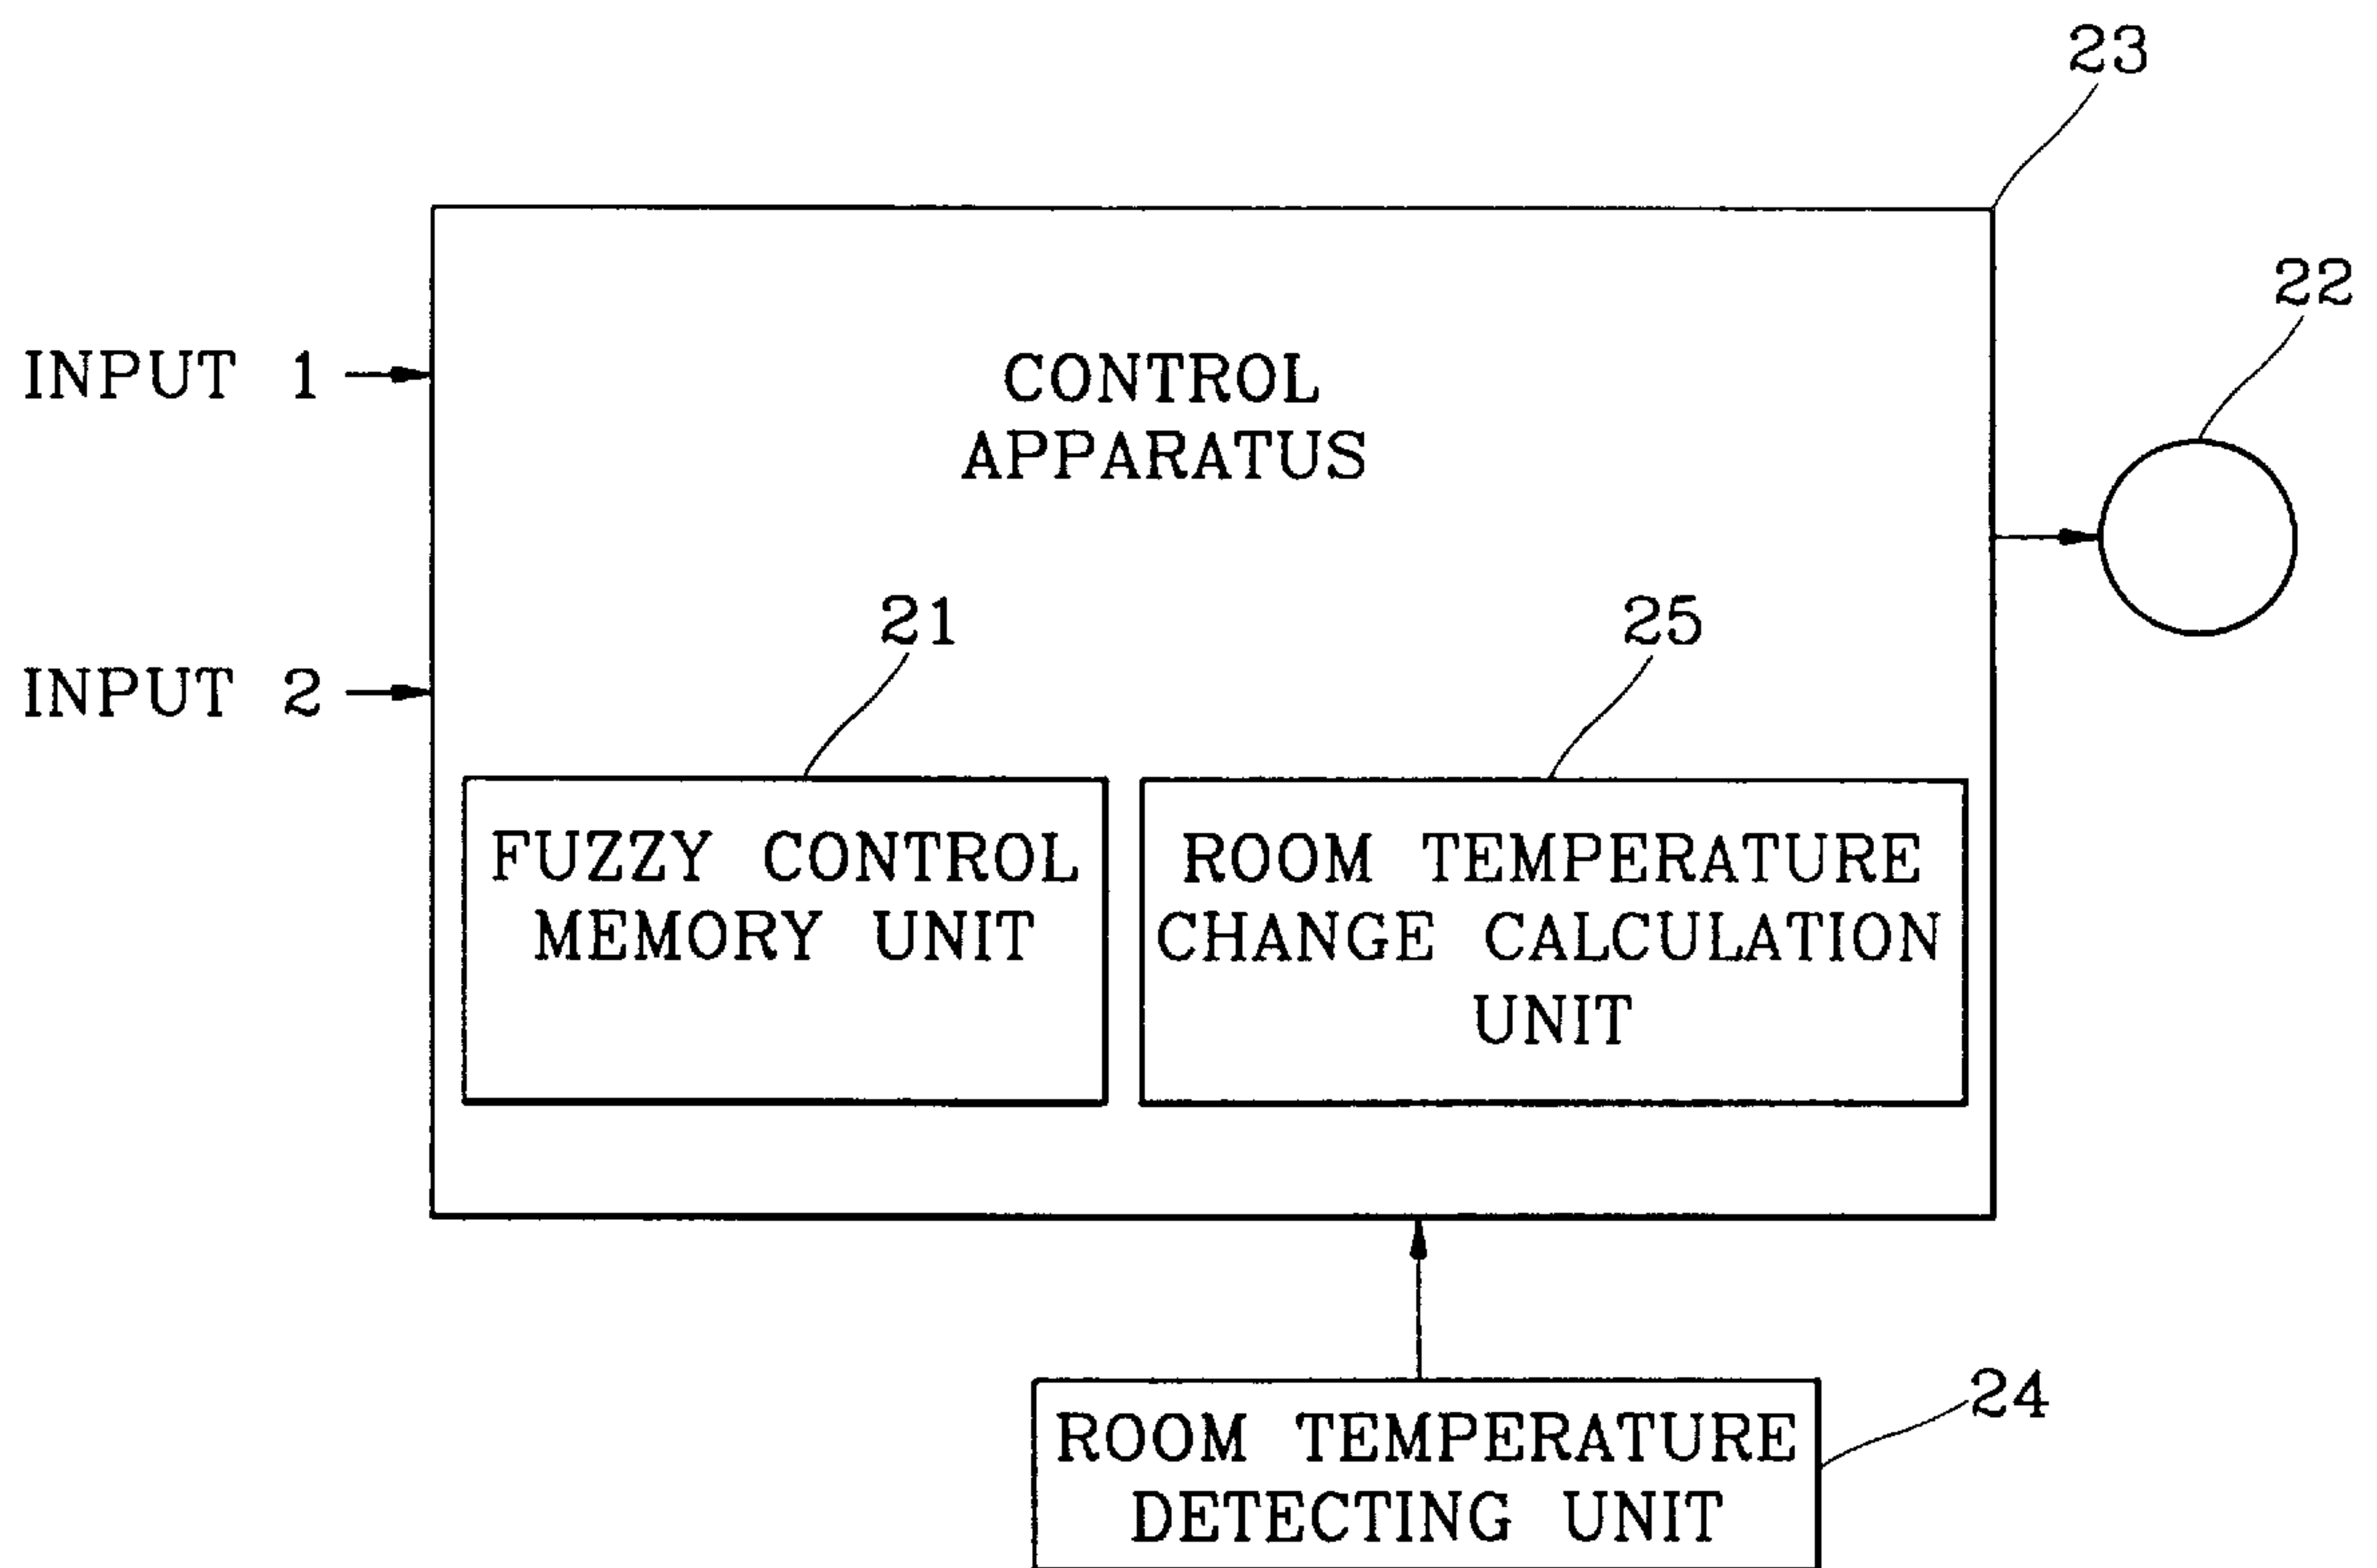 23
22
INPUT 1
CONTROL
APPARATUS
21
25
INPUT 2
FUZZY CONTROL
MEMORY UNIT
ROOM TEMPERATURE
CHANGE CALCULATION
UNIT
24
ROOM TEMPERATURE
DETECTING UNIT